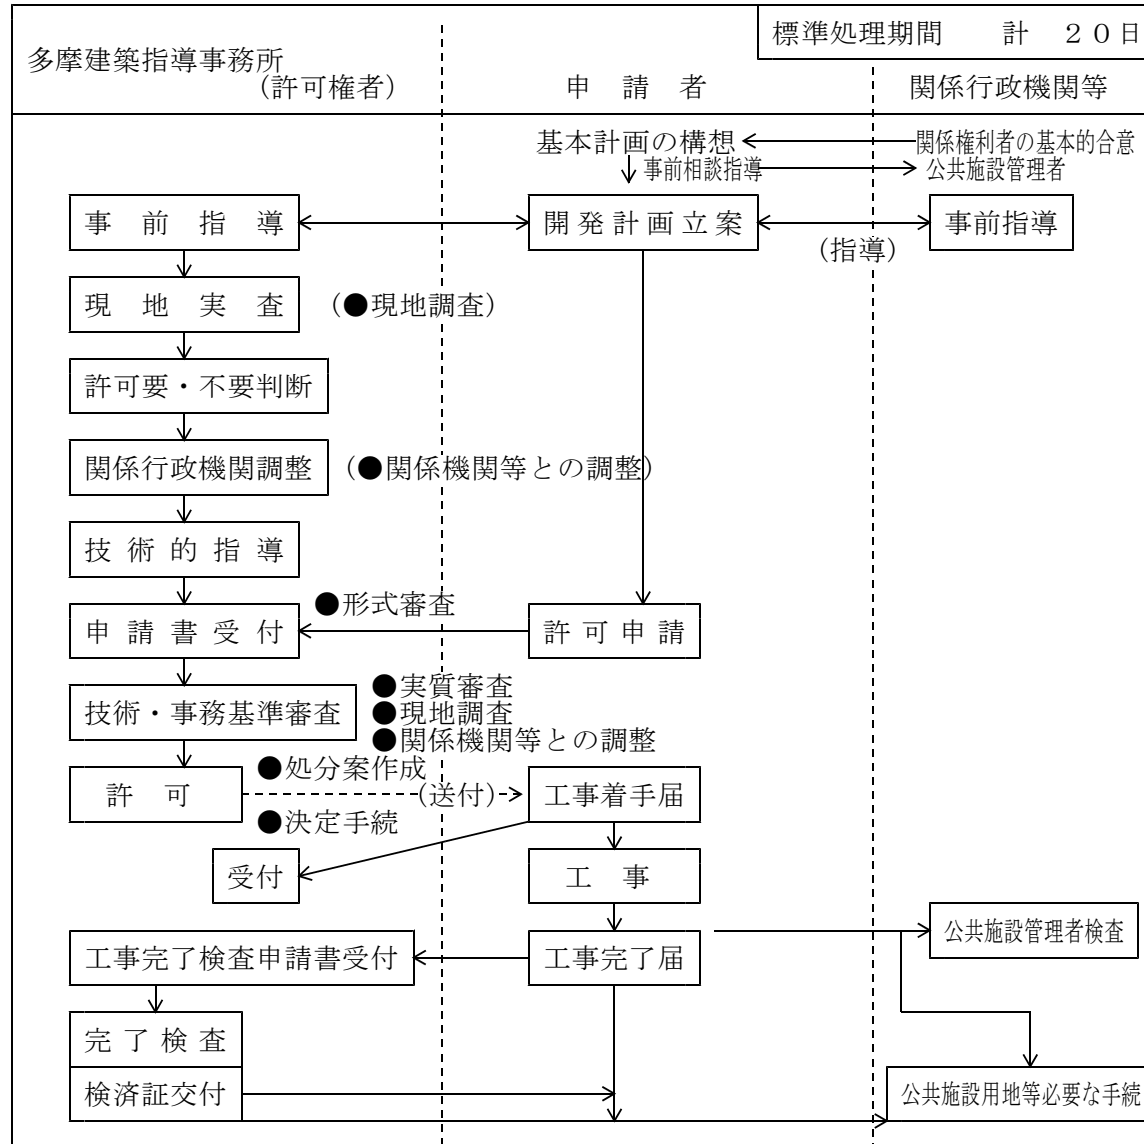 標準処理期間　　計　２０日
多摩建築指導事務所
(許可権者)
申　請　者
関係行政機関等
基本計画の構想
関係権利者の基本的合意
事前相談指導
公共施設管理者
事　前　指　導
開発計画立案
事前指導
(指導)
現　地　実　査
(●現地調査)
許可要・不要判断
関係行政機関調整
(●関係機関等との調整)
技術的指導
●形式審査
申請書受付
許可申請
●実質審査
技術・事務基準審査
●現地調査
●関係機関等との調整
●処分案作成
許　可
(送付)
工事着手届
●決定手続
受付
工　事
公共施設管理者検査
工事完了検査申請書受付
工事完了届
完了検査
検済証交付
公共施設用地等必要な手続